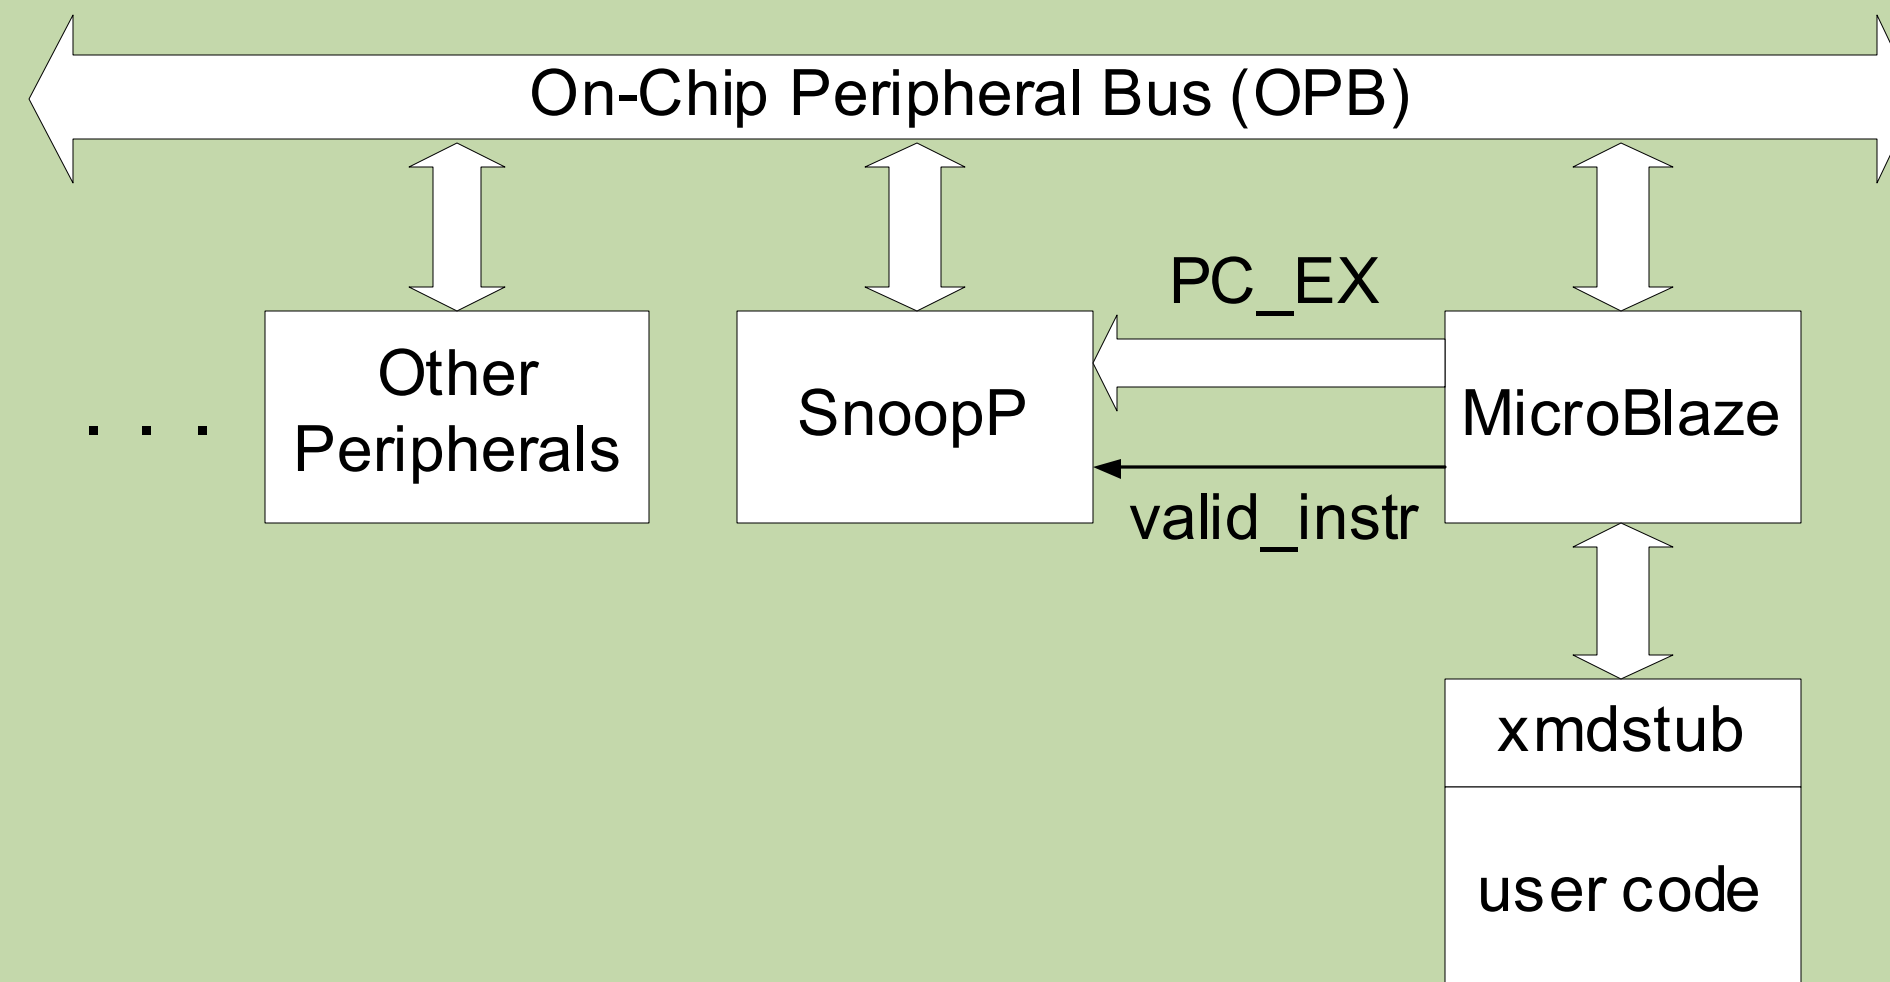 On-Chip Peripheral Bus (OPB)
PC_EX
Other
Peripherals
SnoopP
MicroBlaze
. . .
valid_instr
xmdstub
user code